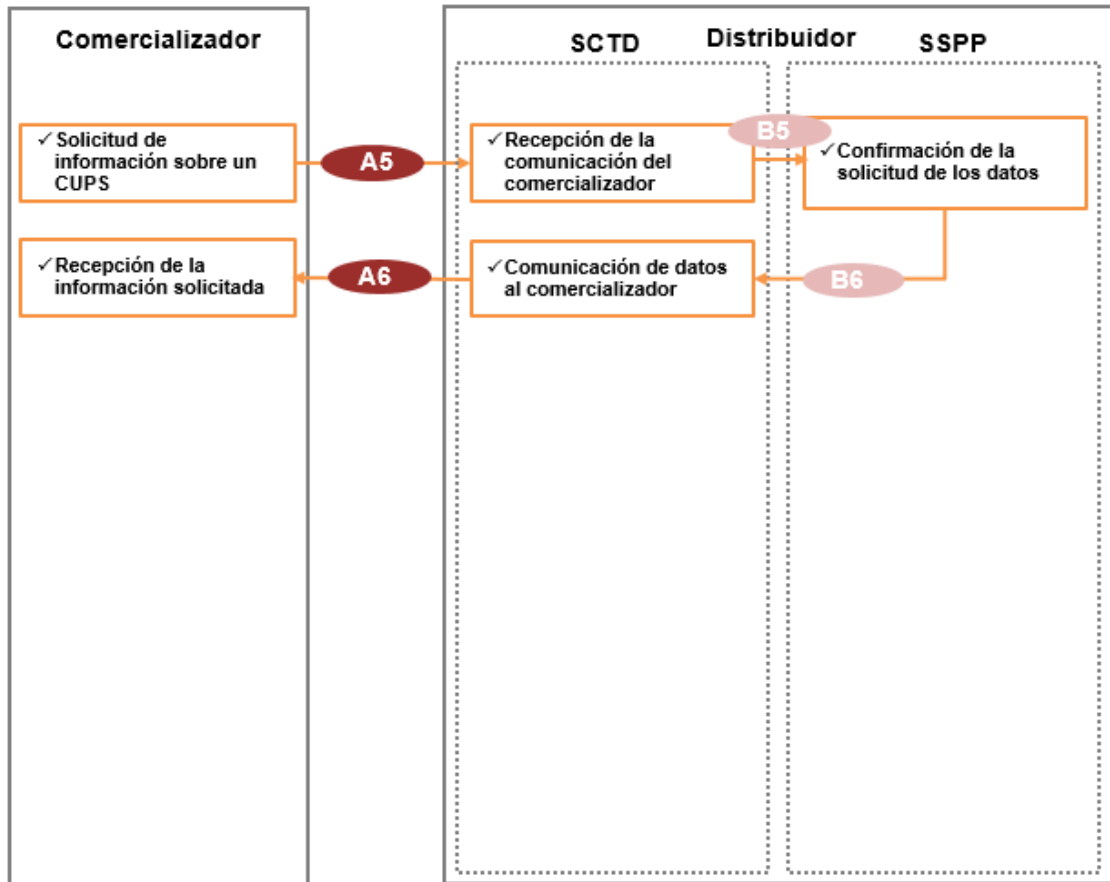 Comercializador
Distribuidor
SCTD
SSPP
✓ Solicitud de
información sobre un
CUPS
A5
✓ Recepción de la
comunicación del
comercializador
B5
✓ Confirmación de la
solicitud de los datos
✓ Recepción de la
información solicitada
A6
✓ Comunicación de datos
al comercializador
B6